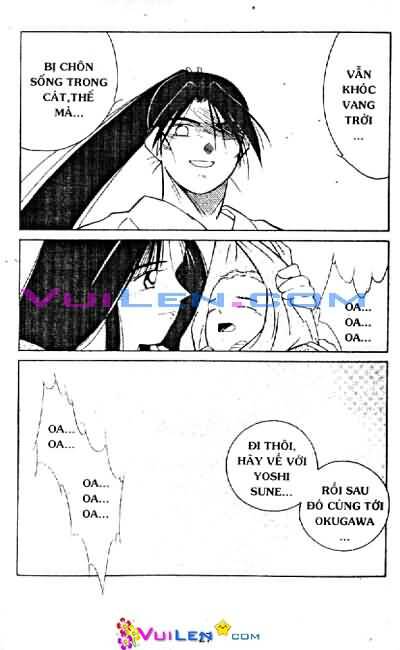 BỊ CHÔN
SỐNG TRONG
CÁT,THẾ
MÀ...
VẪN
KHÓC
VANG
TRỜI
...
VUILEN.COM
OA...
OA...
OA...
OA...
OA...
OA...
OA...
OA...
ĐI THÔI,
HÃY VỀ VỚI
YOSHI
SUNE...
RỒI SAU
ĐÓ CÙNG TỚI
OKUGAWA
...
VUILEN.COM
27